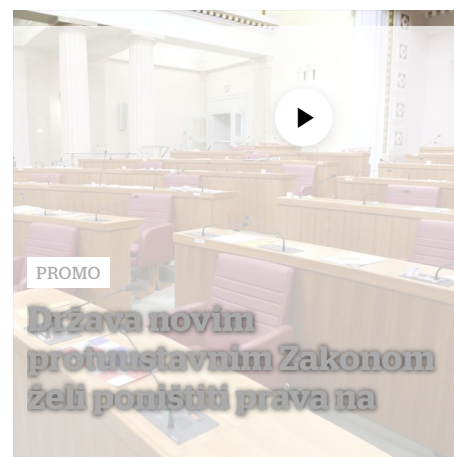 PROMO
Država novim
protuustavnim Zakonom
želi poništiti prava na